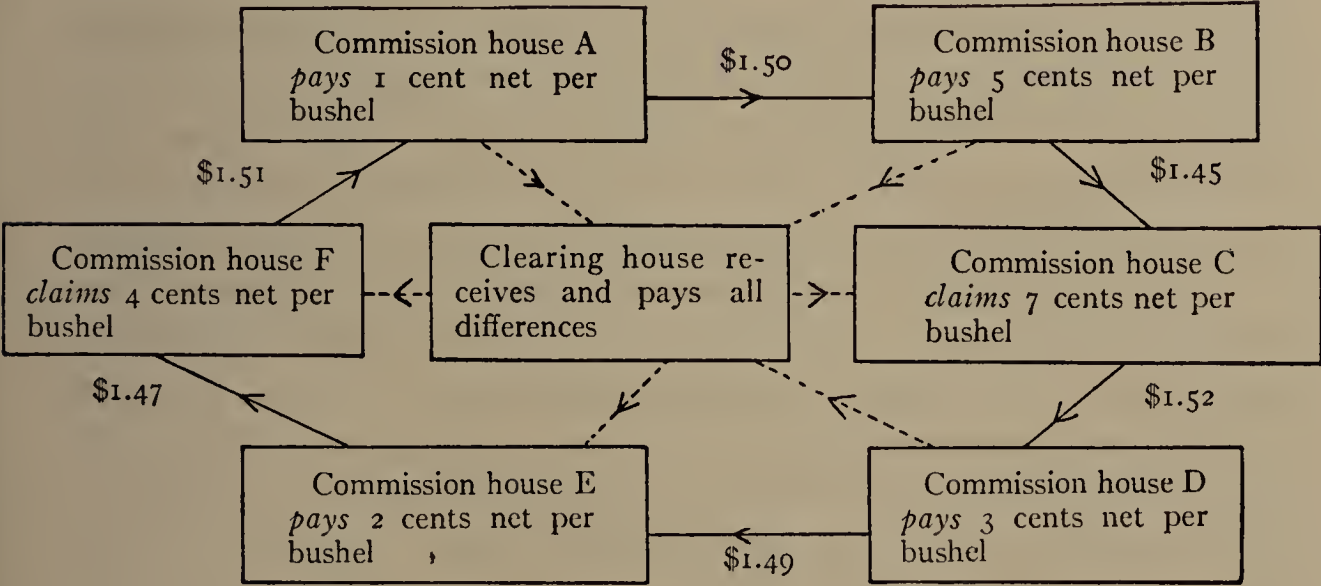 Commission house A
pays 1 cent net per
bushel
$1.50
Commission house B
pays 5 cents net per
bushel
$1.51
$1.45
Commission house F
claims 4 cents net per
bushel
Clearing house re-
ceives and pays all
differences
Commission house C
claims 7 cents net per
bushel
$1.47
$1.52
Commission house E
pays 2 cents net per
bushel
$1.49
Commission house D
pays 3 cents net per
bushel